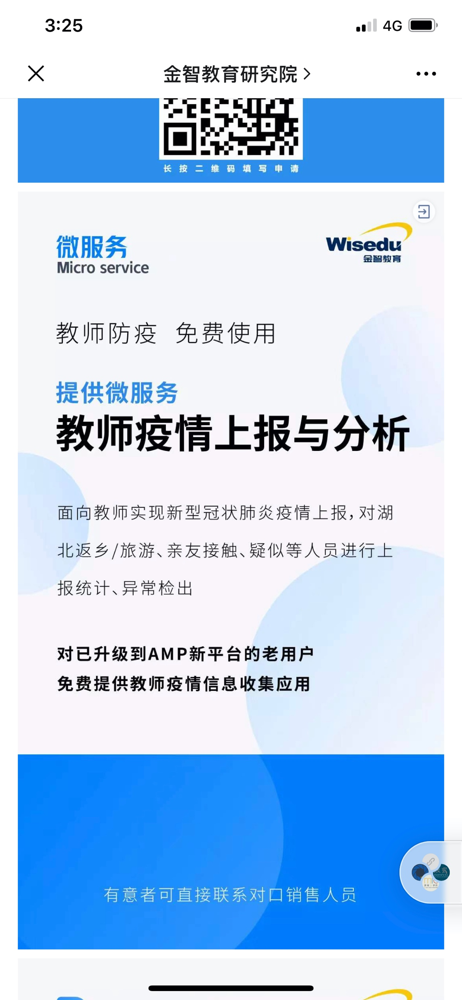 3:25
4G
金智教育研究院
长按二维码填写申请
微服务
Micro service
Wisedu
金智教育
教师防疫 免费使用
提供微服务
教师疫情上报与分析
面向教师实现新型冠状肺炎疫情上报,对湖
北返乡/旅游、亲友接触、疑似等人员进行上
报统计、异常检出
对已升级到AMP新平台的老用户
免费提供教师疫情信息收集应用
有意者可直接联系对口销售人员